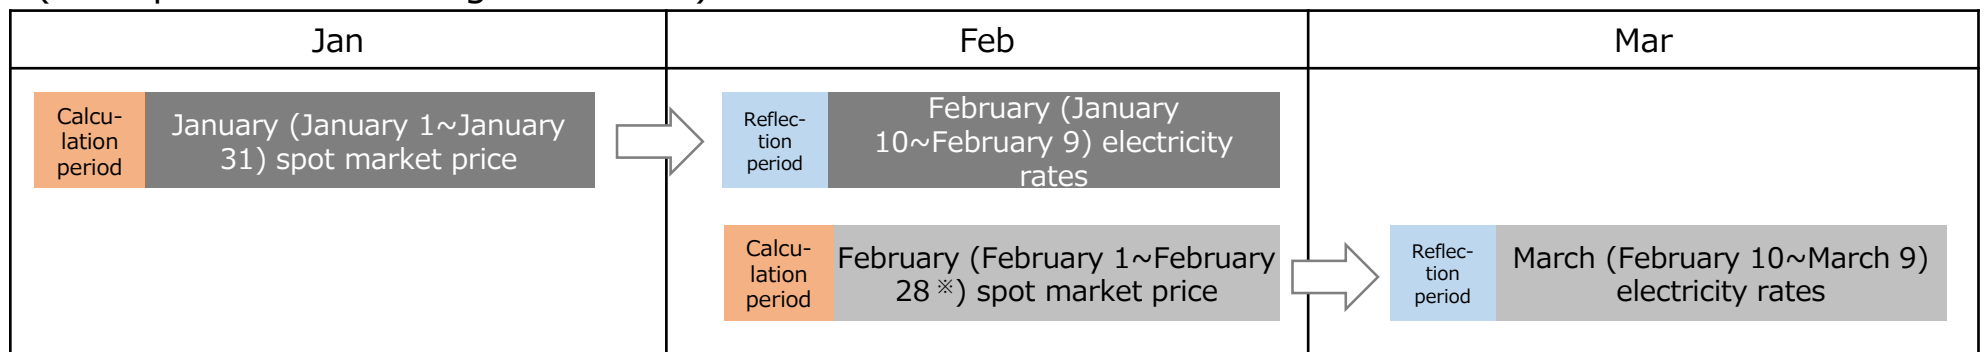 Jan
Feb
Mar
Calcu-
lation
period
January (January 1~January
31) spot market price
Reflec-
tion
period
February (January
10~February 9) electricity
rates
Calcu-
lation
period
February (February 1~February
28 ※) spot market price
Reflec-
tion
period
March (February 10~March 9)
electricity rates